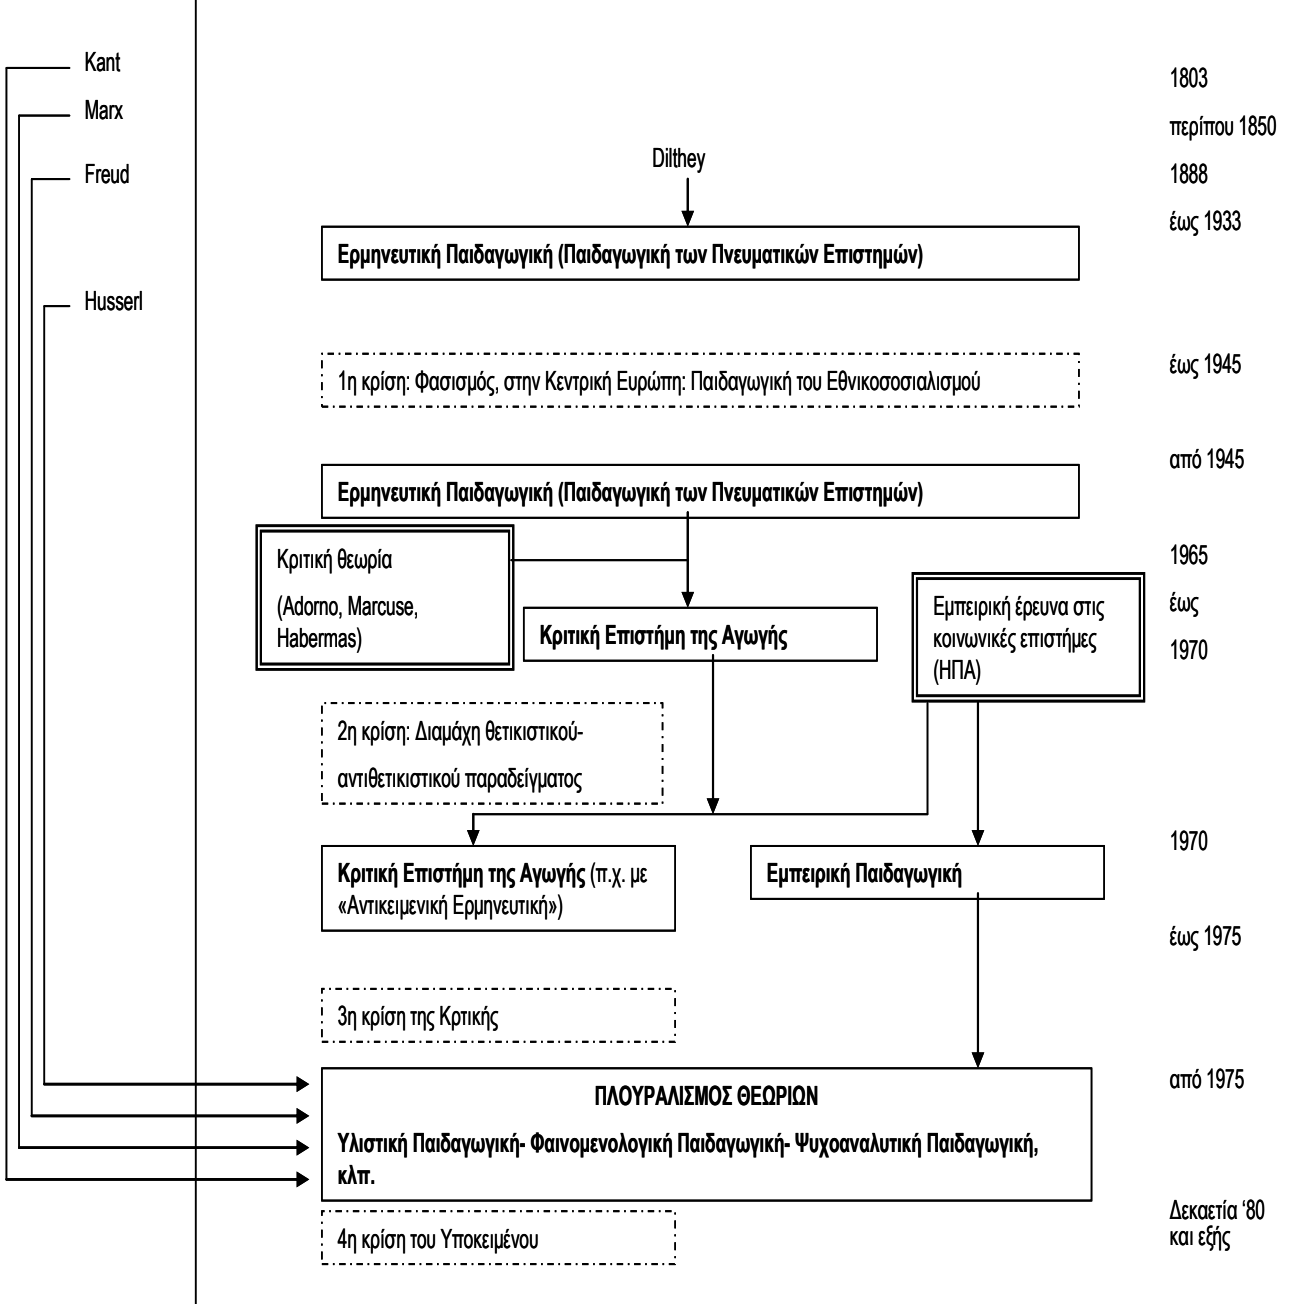 Kant
1803
Marx
περίπου 1850
Dilthey
Freud
1888
έως 1933
Ερμηνευτική Παιδαγωγική (Παιδαγωγική των Πνευματικών Επιστημών)
Husserl
έως 1945
1η κρίση: Φασισμός, στην Κεντρική Ευρώπη: Παιδαγωγική του Εθνικοσοσιαλισμού
από 1945
Ερμηνευτική Παιδαγωγική (Παιδαγωγική των Πνευματικών Επιστημών)
Κριτική θεωρία
(Adorno, Marcuse,
Habermas)
1965
έως
1970
Κριτική Επιστήμη της Αγωγής
Εμπειρική έρευνα στις
κοινωνικές επιστήμες
(ΗΠΑ)
2η κρίση: Διαμάχη θετικιστικού-
αντιθετικιστικού παραδείγματος
1970
Κριτική Επιστήμη της Αγωγής (π.χ. με
«Αντικειμενική Ερμηνευτική»)
Εμπειρική Παιδαγωγική
έως 1975
3η κρίση της Κρτικής
από 1975
ΠΛΟΥΡΑΛΙΣΜΟΣ ΘΕΩΡΙΩΝ
Υλιστική Παιδαγωγική- Φαινομενολογική Παιδαγωγική- Ψυχοαναλυτική Παιδαγωγική,
κλπ.
Δεκαετία ‘80
και εξής
4η κρίση του Υποκειμένου